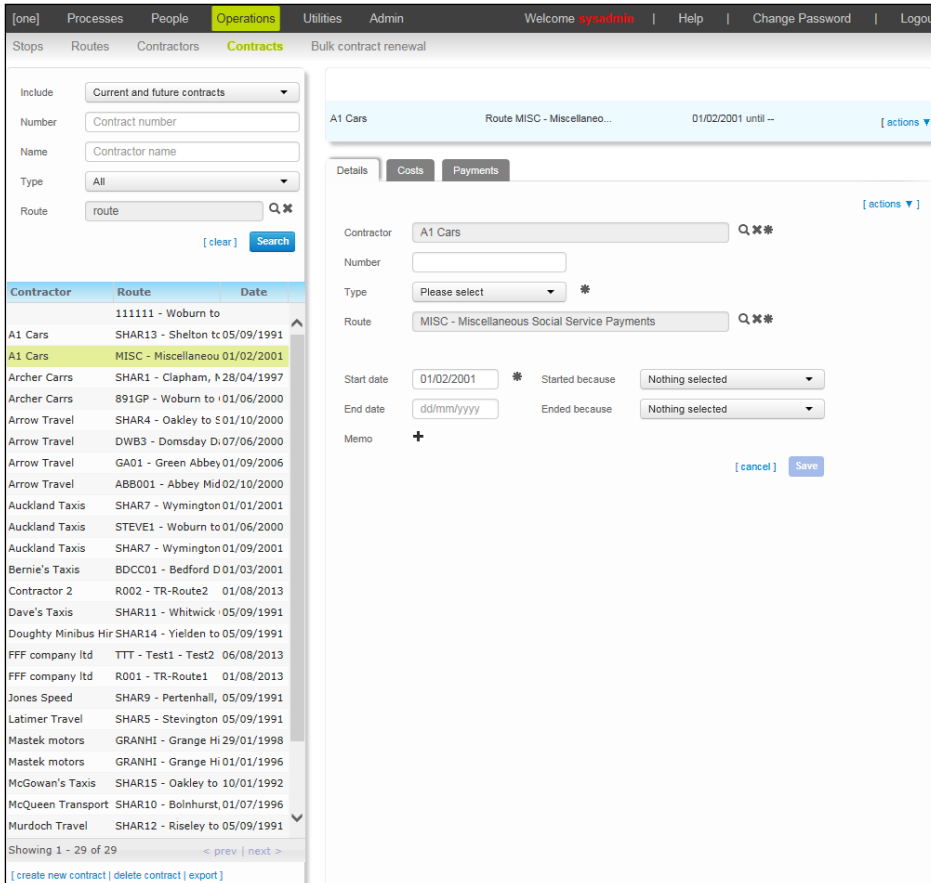 [one] Processes People Operations Utilities Admin Welcome sysadmin | Help | Change Password | Logou
Stops Routes Contractors Contracts Bulk contract renewal
Include Current and future contracts
Number Contract number
Name Contractor name
Type All
Route route
[ clear ] Search
Contractor Route Date
111111 - Woburn to
A1 Cars SHAR13 - Shelton tc 05/09/1991
A1 Cars MISC - Miscellaneou 01/02/2001
Archer Carrs SHAR1 - Clapham, M 28/04/1997
Archer Carrs 891GP - Woburn to 01/06/2000
Arrow Travel SHAR4 - Oakley to S 01/10/2000
Arrow Travel DWB3 - Domsday Da 07/06/2000
Arrow Travel GA01 - Green Abbey 01/09/2006
Arrow Travel ABB001 - Abbey Mid 02/10/2000
Auckland Taxis SHAR7 - Wymington 01/01/2001
Auckland Taxis STEVE1 - Woburn to 01/06/2000
Auckland Taxis SHAR7 - Wymington 01/09/2001
Bernie's Taxis BDCC01 - Bedford D 01/03/2001
Contractor 2 R002 - TR-Route2 01/08/2013
Dave's Taxis SHAR11 - Whitwick 05/09/1991
Doughty Minibus Hir SHAR14 - Yielden to 05/09/1991
FFF company ltd TTT - Test1 - Test2 06/08/2013
FFF company ltd R001 - TR-Route1 01/08/2013
Jones Speed SHAR9 - Pertenhall, 05/09/1991
Latimer Travel SHAR5 - Stevington 05/09/1991
Mastek motors GRANHI - Grange Hi 29/01/1998
Mastek motors GRANHI - Grange Hi 01/01/1996
McGowan's Taxis SHAR15 - Oakley to 10/01/1992
McQueen Transport SHAR10 - Bolnhurst, 01/07/1996
Murdoch Travel SHAR12 - Riseley to 05/09/1991
Showing 1 - 29 of 29 < prev | next >
[ create new contract | delete contract | export ]
A1 Cars Route MISC - Miscellaneo... 01/02/2001 until -- [ actions ▼
Details Costs Payments
[ actions ▼ ]
Contractor A1 Cars
Number
Type Please select
Route MISC - Miscellaneous Social Service Payments
Start date 01/02/2001 Started because Nothing selected
End date dd/mm/yyyy Ended because Nothing selected
Memo
[ cancel ] Save